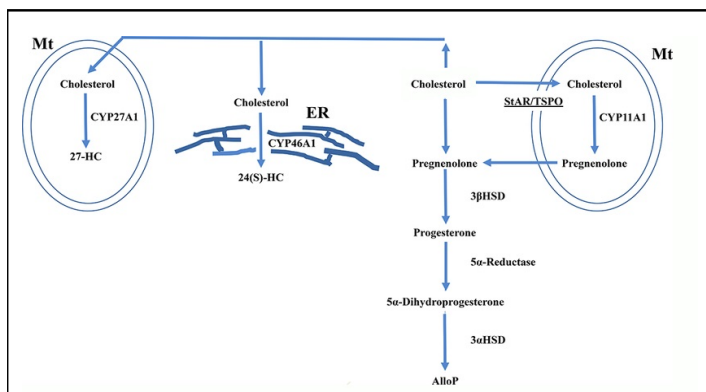 Mt
Mt
Cholesterol
Cholesterol
Cholesterol
StAR/TSPO
Cholesterol
ER
CYP27A1
CYP11A1
CYP46A1
27-HC
Pregnenolone
Pregnenolone
24(S)-HC
3βHSD
Progesterone
5α-Reductase
5α-Dihydroprogesterone
3αHSD
AlloP